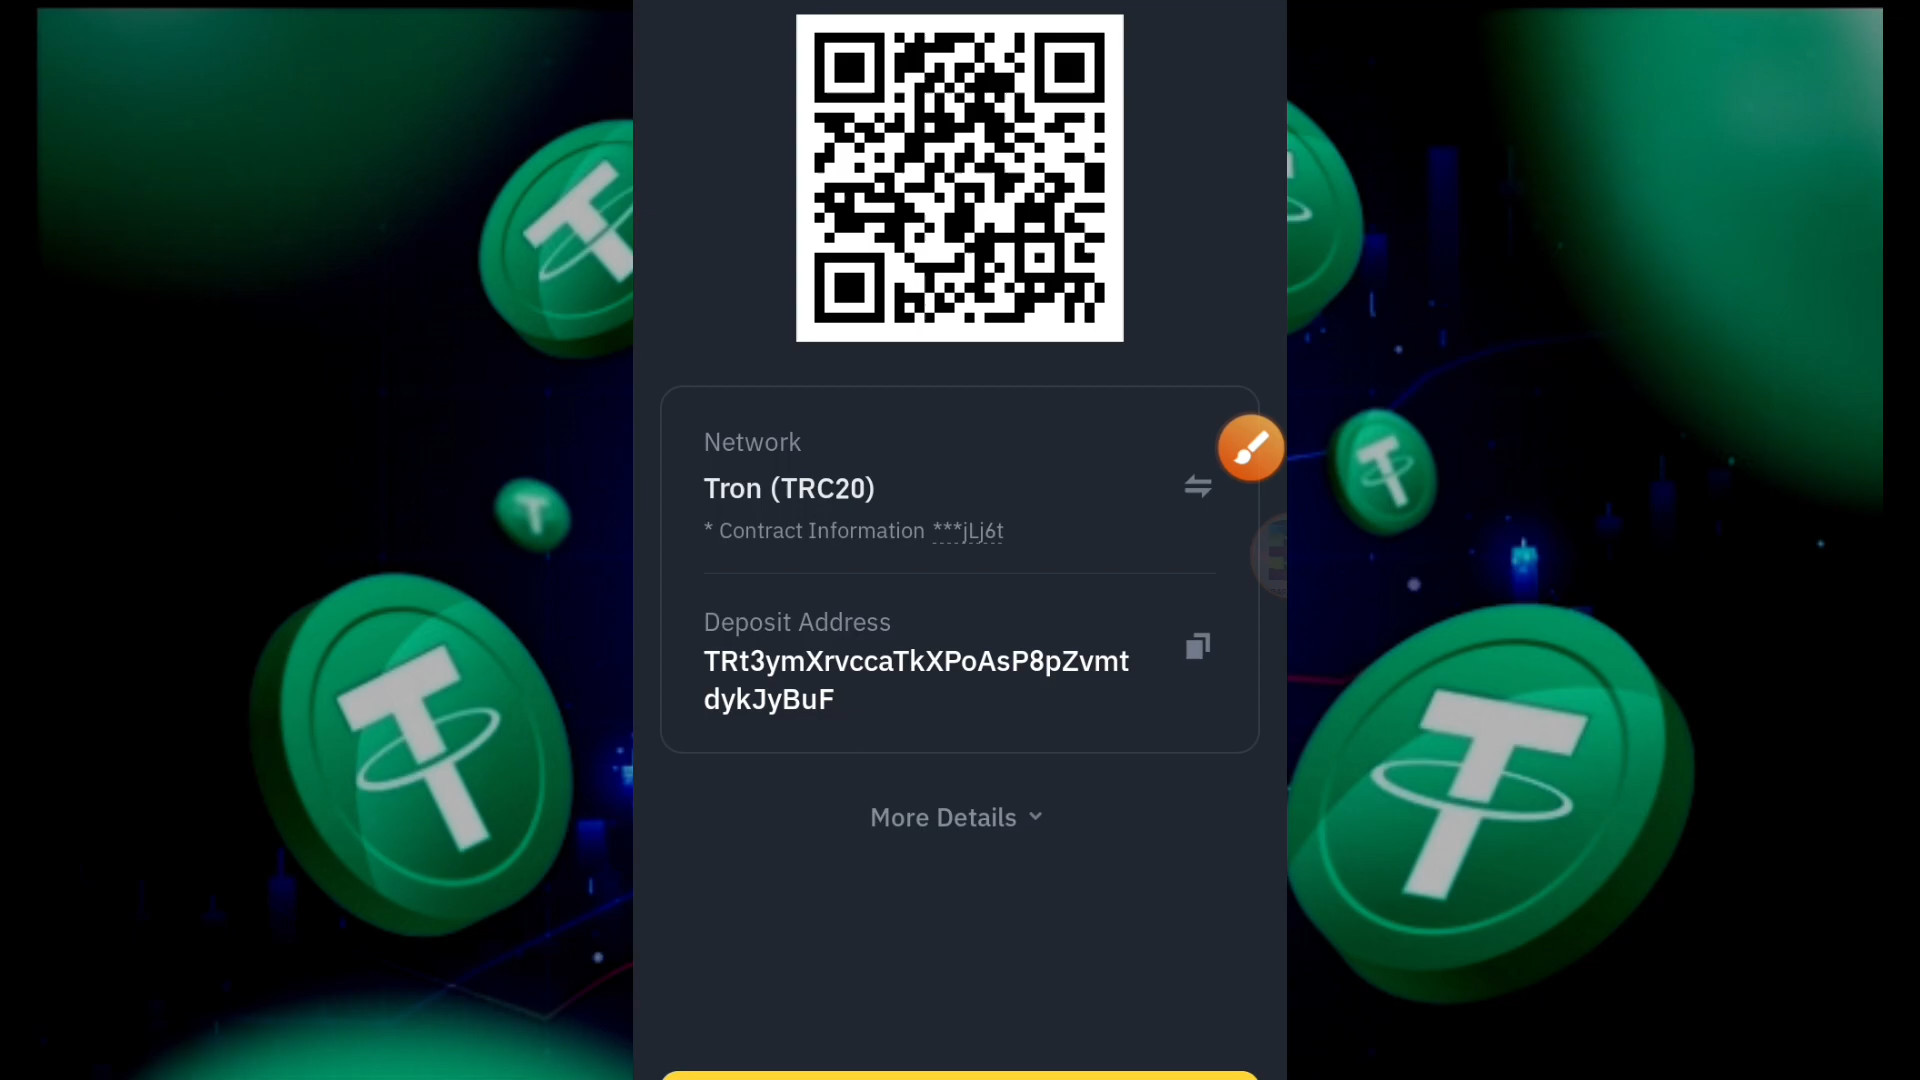 Network
Tron (TRC20)
* Contract Information ***jLj6t
Deposit Address
TRt3ymXrvccaTkXPoAsP8pZvmt
dykJyBuF
More Details